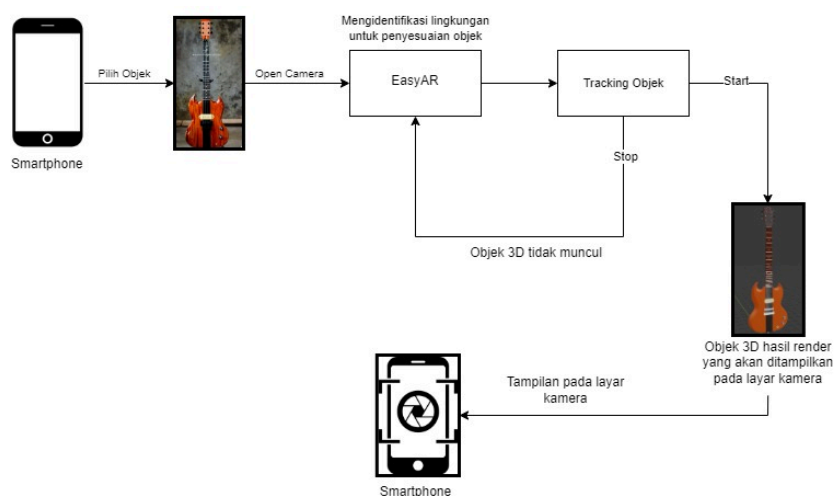 Mengidentifikasi lingkungan
untuk penyesuaian objek
Pilih Objek
Open Camera
EasyAR
Tracking Objek
Start
Smartphone
Stop
Objek 3D tidak muncul
Objek 3D hasil render
yang akan ditampilkan
pada layar kamera
Tampilan pada layar
kamera
Smartphone